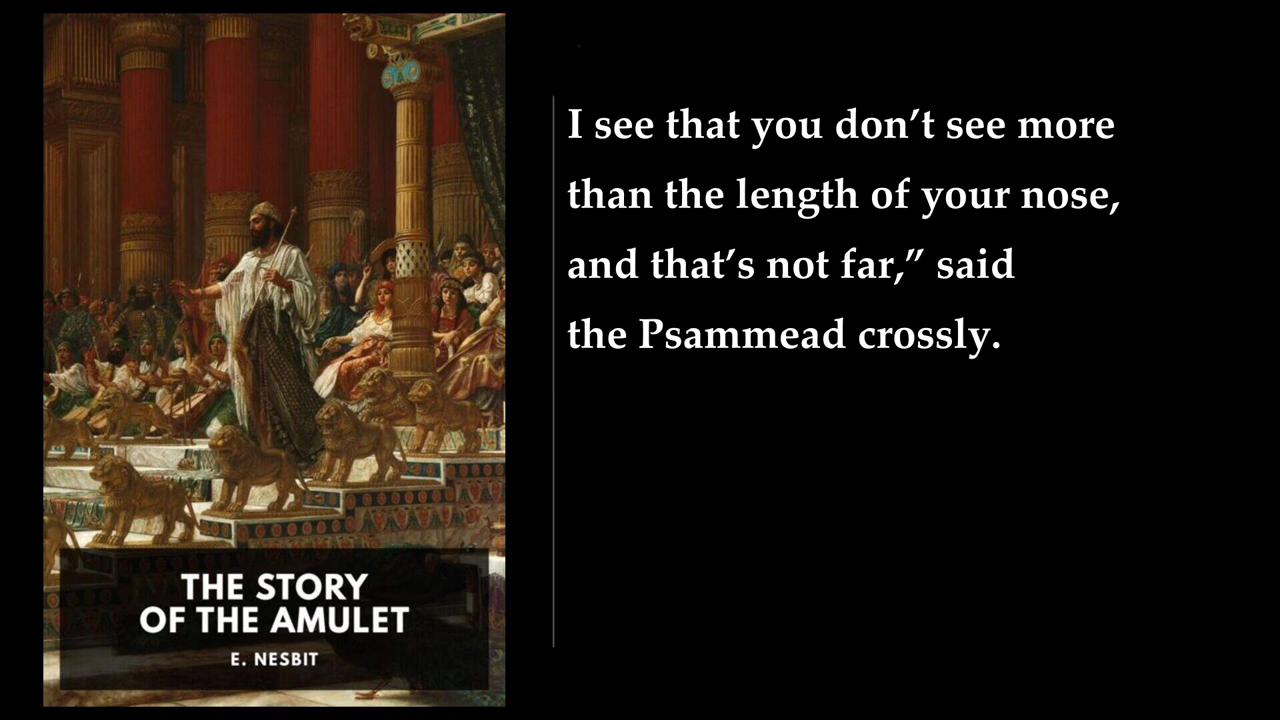 THE STORY
OF THE AMULET
E. NESBIT
I see that you don’t see more
than the length of your nose,
and that’s not far,” said
the Psammead crossly.